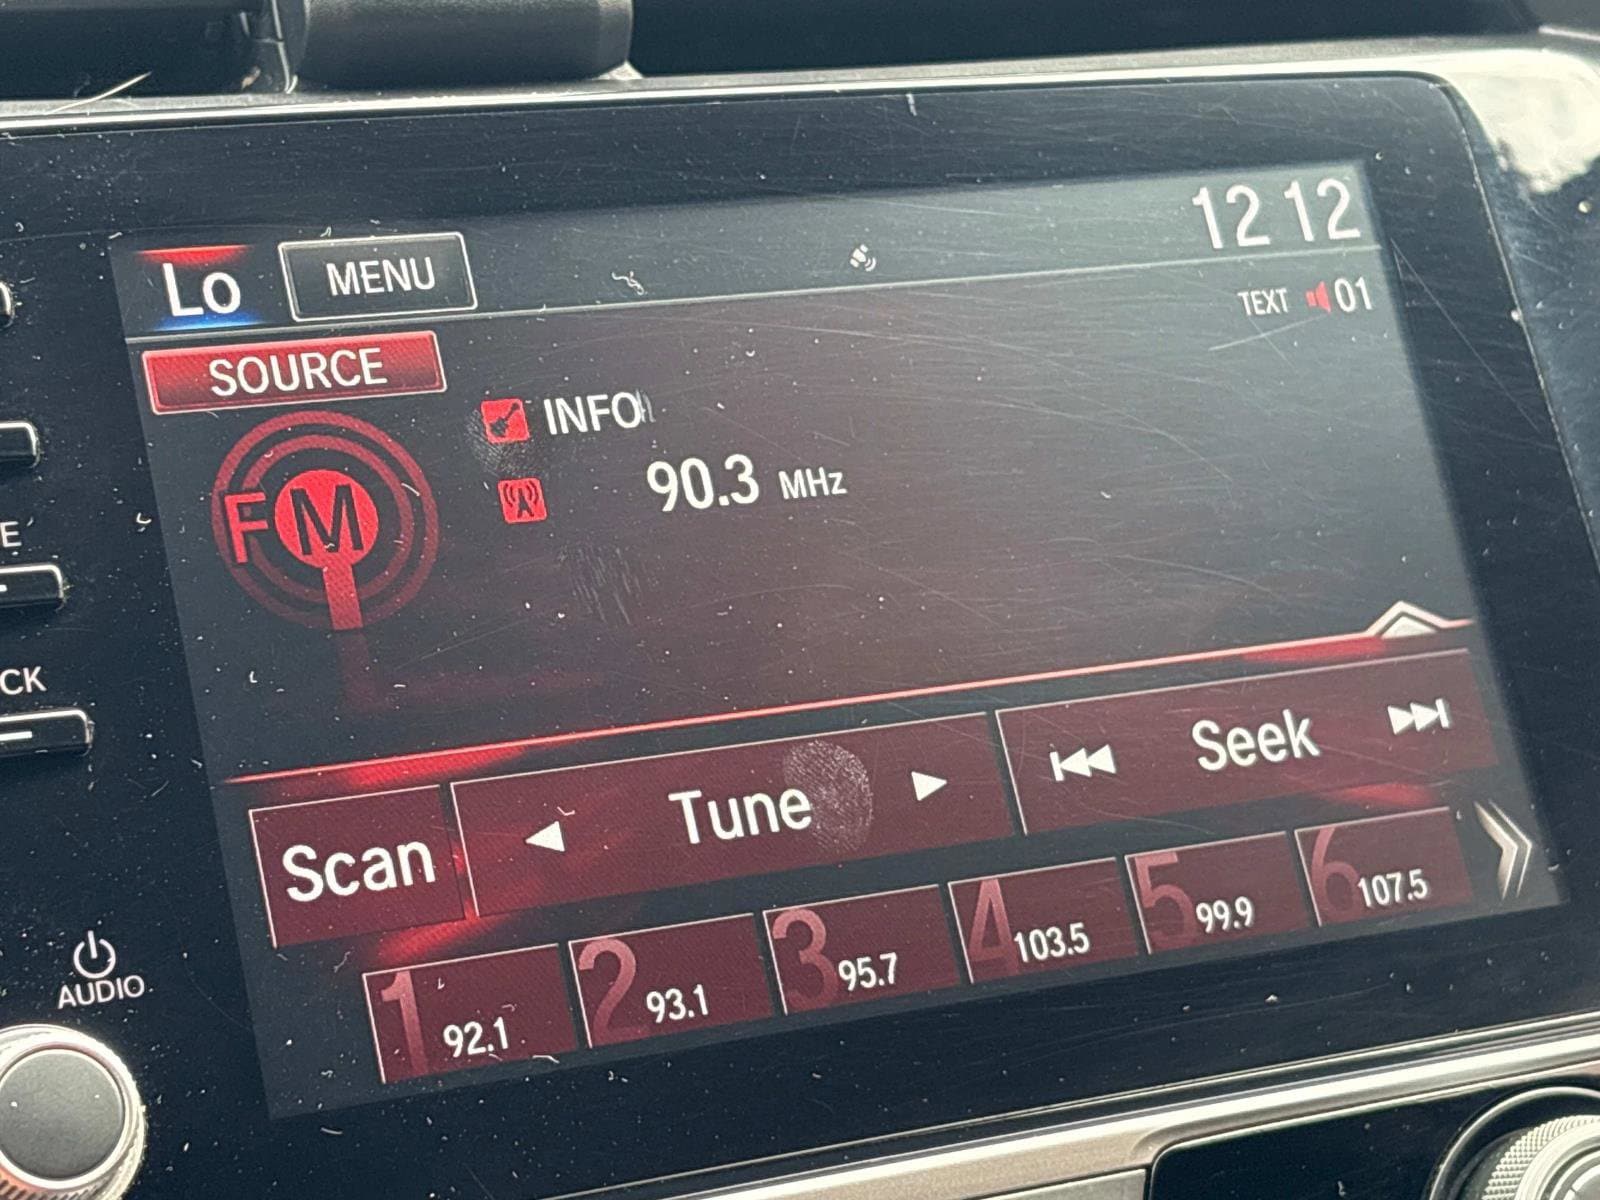 Lo MENU 12 12
TEXT 01
SOURCE
INFO
FM
90.3 MHz
Scan Tune Seek
1 92.1 2 93.1 3 95.7 4 103.5 5 99.9 6 107.5
E
CK
AUDIO